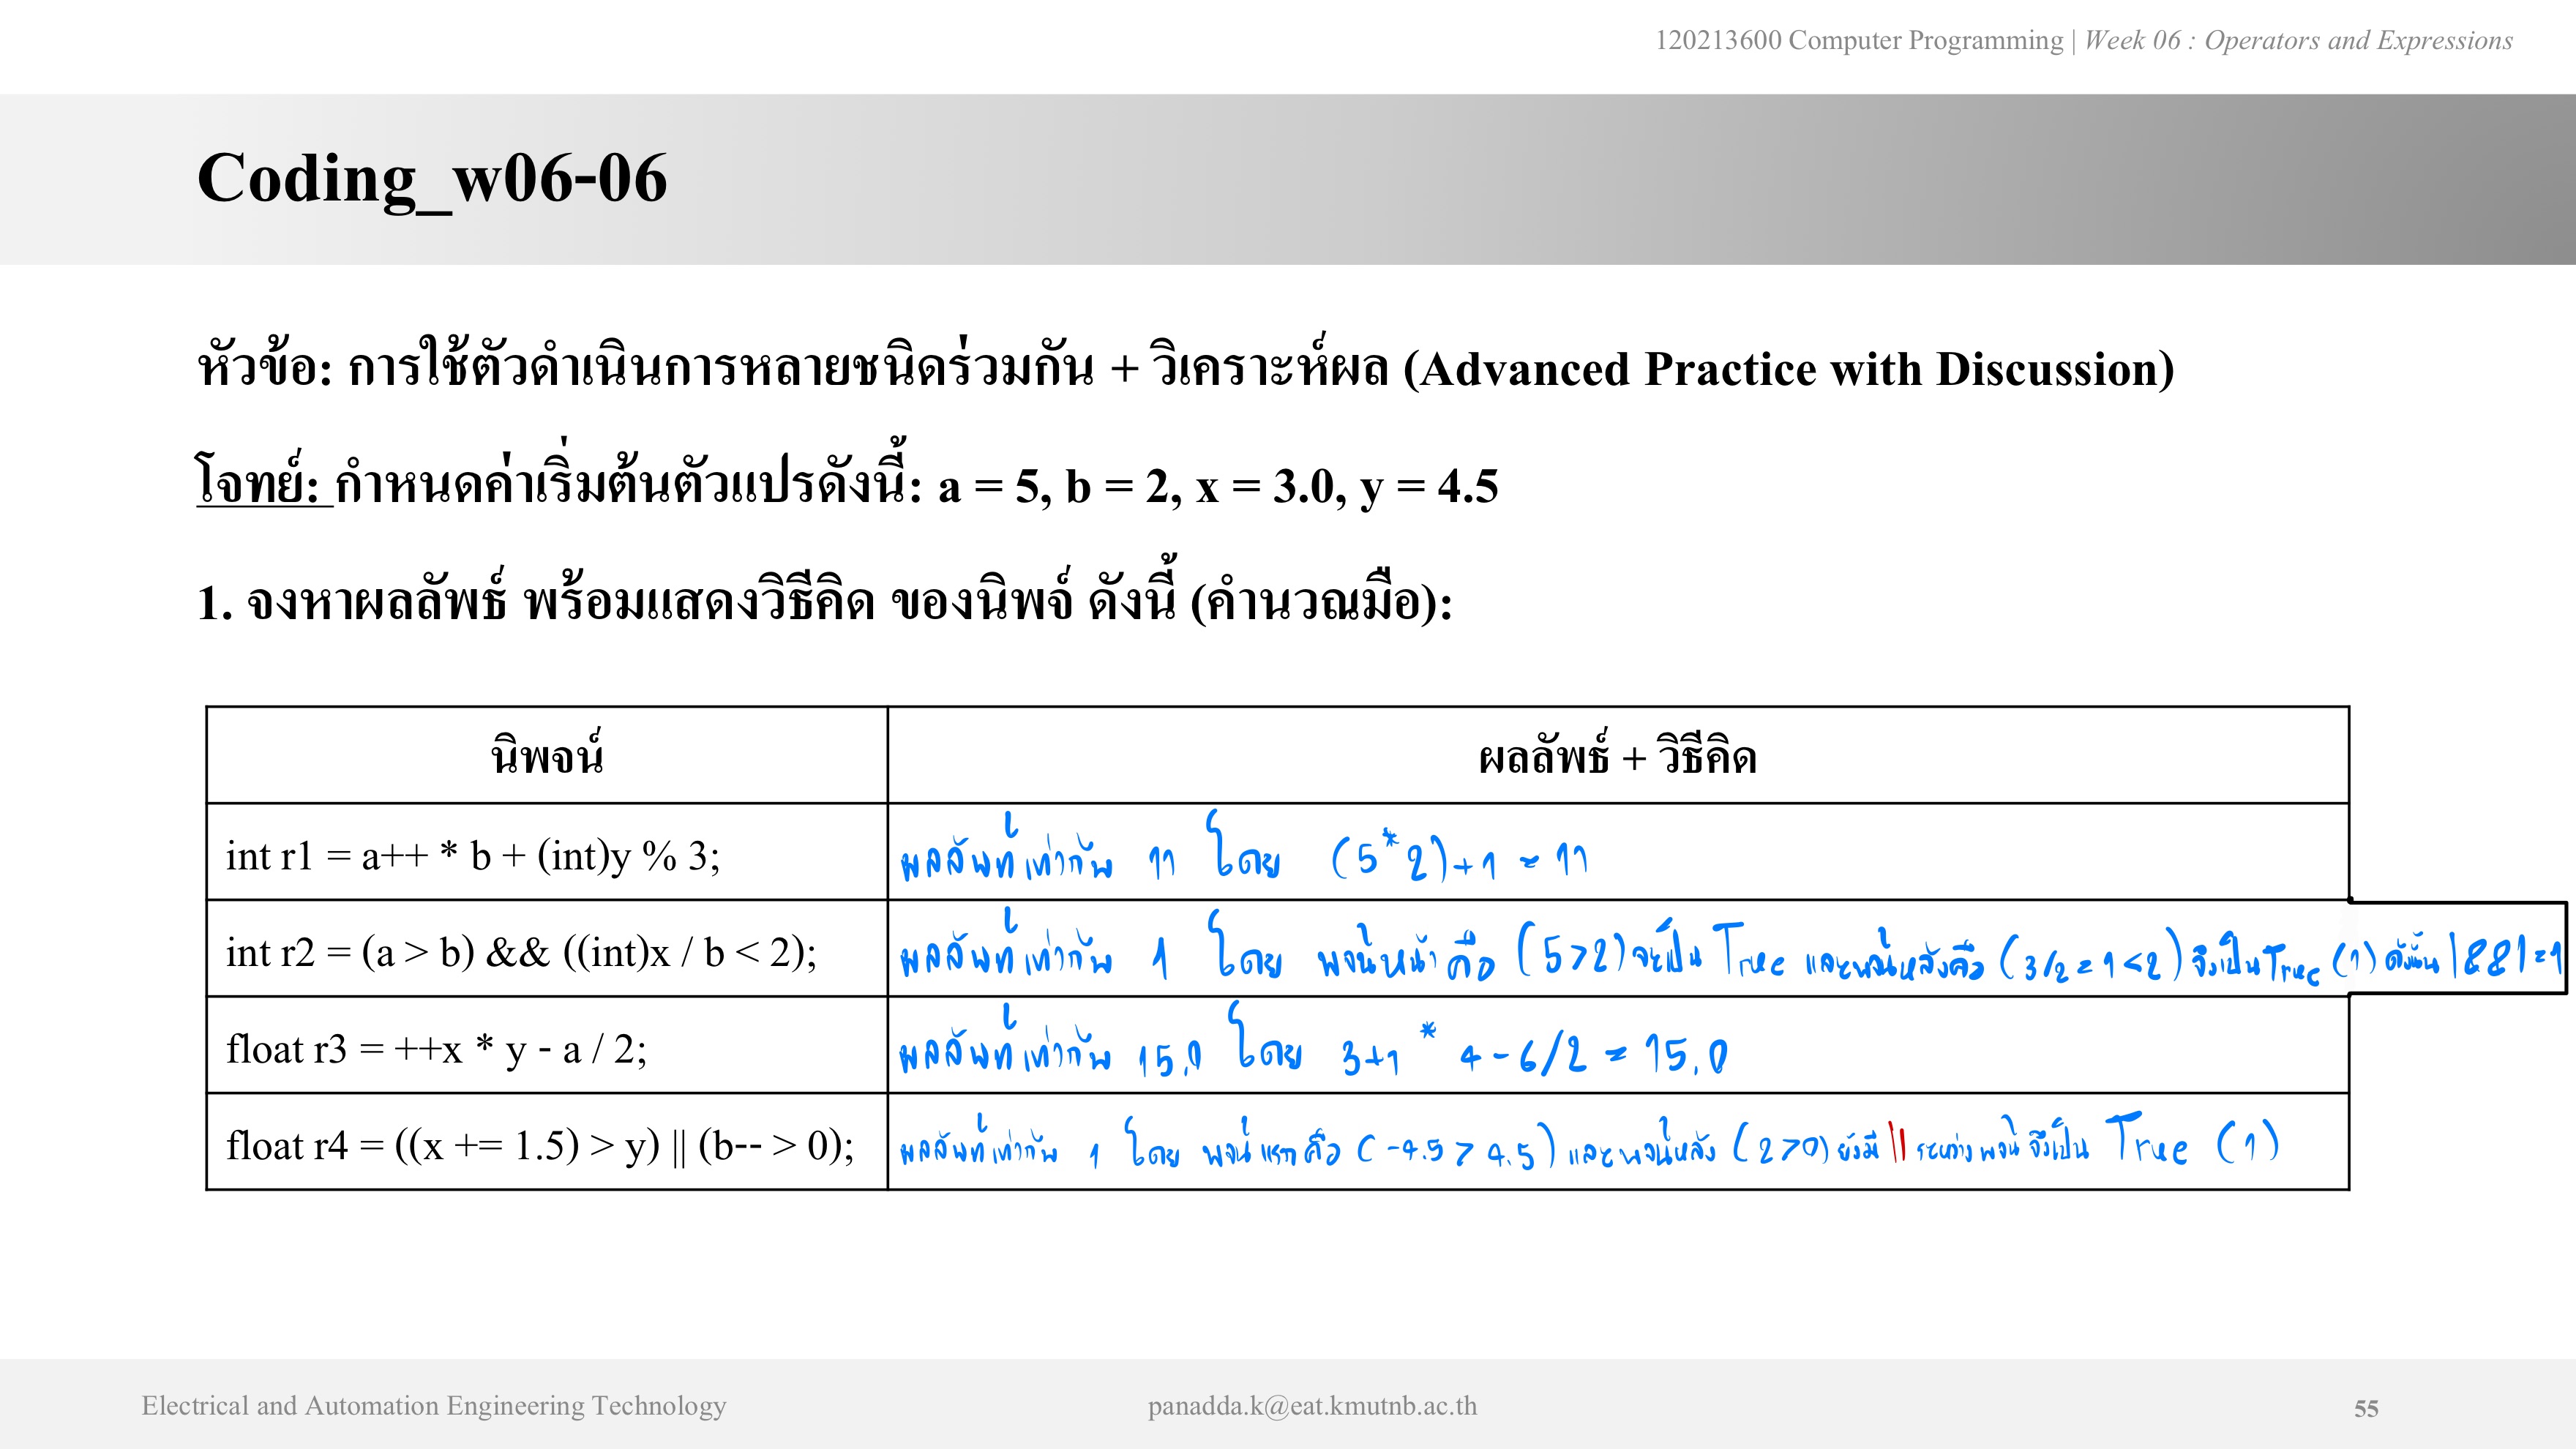 120213600 Computer Programming | Week 06 : Operators and Expressions
Coding_w06-06
หัวข้อ: การใช้ตัวดำเนินการหลายชนิดร่วมกัน + วิเคราะห์ผล (Advanced Practice with Discussion)
โจทย์: กำหนดค่าเริ่มต้นตัวแปรดังนี้: a = 5, b = 2, x = 3.0, y = 4.5
1. จงหาผลลัพธ์ พร้อมแสดงวิธีคิด ของนิพจ์ ดังนี้ (คำนวณมือ):
นิพจน์ ผลลัพธ์ + วิธีคิด
int r1 = a++ * b + (int)y % 3; ผลลัพท์เท่ากับ 11 โดย (5*2)+1 = 11
int r2 = (a > b) && ((int)x / b < 2); ผลลัพท์เท่ากับ 1 โดย พจน์หน้าคือ (5>2) จะเป็น True และพจน์หลังคือ (3/2=1<2) จึงเป็น True (1) ดังนั้น 1&&1=1
float r3 = ++x * y - a / 2; ผลลัพท์เท่ากับ 15.0 โดย 3+1 * 4-6/2 = 15.0
float r4 = ((x += 1.5) > y) || (b-- > 0); ผลลัพท์เท่ากับ 1 โดย พจน์แรกคือ (-4.5>4.5) และพจน์หลัง (2>0) ยังมี || ระหว่างพจน์ จึงเป็น True (1)
Electrical and Automation Engineering Technology panadda.k@eat.kmutnb.ac.th 55